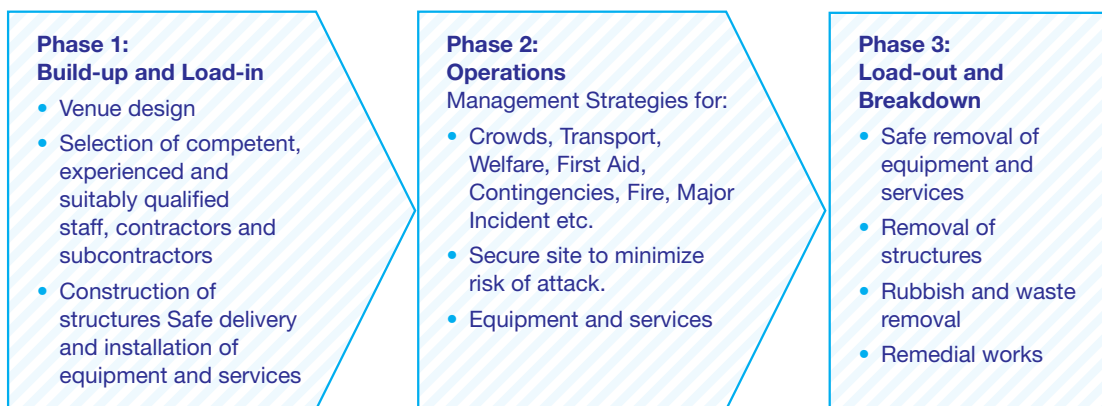 Phase 1:
Build-up and Load-in
• Venue design
• Selection of competent,
experienced and
suitably qualified
staff, contractors and
subcontractors
• Construction of
structures Safe delivery
and installation of
equipment and services
Phase 2:
Operations
Management Strategies for:
• Crowds, Transport,
Welfare, First Aid,
Contingencies, Fire, Major
Incident etc.
• Secure site to minimize
risk of attack.
• Equipment and services
Phase 3:
Load-out and
Breakdown
• Safe removal of
equipment and
services
• Removal of
structures
• Rubbish and waste
removal
• Remedial works